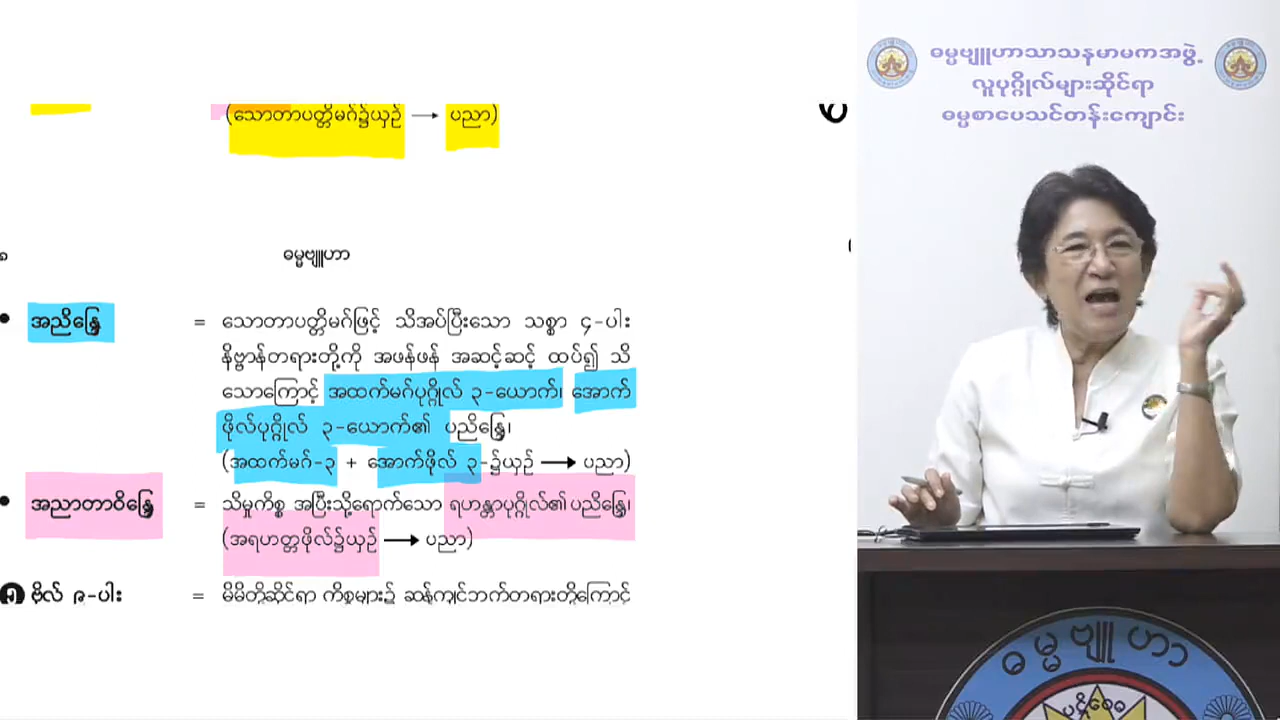 (သောတာပတ္တိမဂ်၌ယှဉ် → ပညာ)
ဓမ္မဗျူဟာ
• အညိန္ဒြေ = သောတာပတ္တိမဂ်ဖြင့် သိအပ်ပြီးသော သစ္စာ ၄-ပါး
နိဗ္ဗာန်တရားတို့ကို အဖန်ဖန် အဆင့်ဆင့် ထပ်၍ သိ
သောကြောင့် အထက်မဂ်ပုဂ္ဂိုလ် ၃-ယောက်၊ အောက်
ဖိုလ်ပုဂ္ဂိုလ် ၃-ယောက်၏ ပညိန္ဒြေ၊
(အထက်မဂ်-၃ + အောက်ဖိုလ် ၃-၌ယှဉ် → ပညာ)
• အညာတာဝိန္ဒြေ = သိမှုကိစ္စ အပြီးသို့ရောက်သော ရဟန္တာပုဂ္ဂိုလ်၏ ပညိန္ဒြေ၊
(အရဟတ္တဖိုလ်၌ယှဉ် → ပညာ)
ဗိုလ် ၉-ပါး = မိမိတို့ဆိုင်ရာ ကိစ္စများ၌ ဆန့်ကျင်ဘက်တရားတို့ကြောင့်
ဓမ္မဗျူဟာသာသနမာမကအဖွဲ့
လူပုဂ္ဂိုလ်များဆိုင်ရာ
ဓမ္မစာပေသင်တန်းကျောင်း
ဓမ္မဗျူဟာ
ပဋိဝေဓ